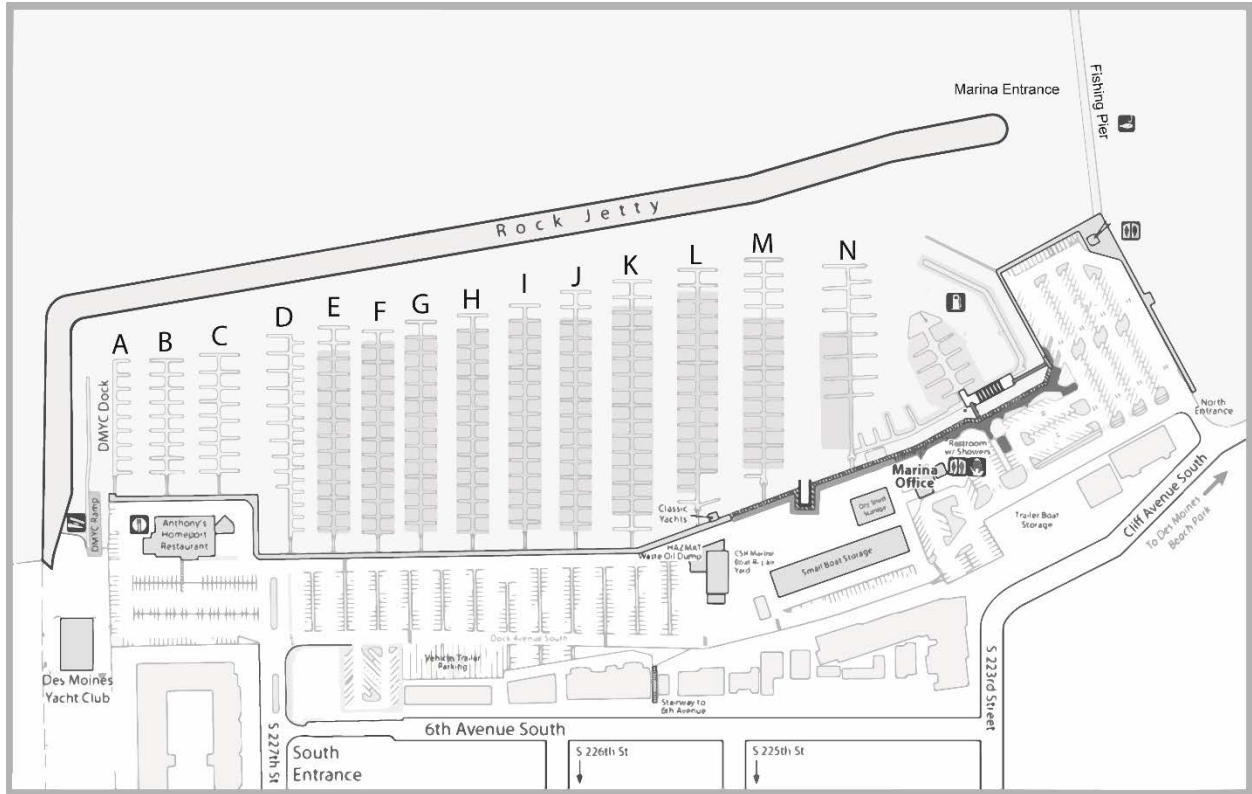 Marina Entrance
Fishing Pier
Rock Jetty
A
B
C
D
E
F
G
H
I
J
K
L
M
N
DMYC Dock
DMYC Ramp
Anthony's
Homeport
Restaurant
Classic
Yachts
HAZMAT
Waste Oil Dump
CSR Marine
Boat
Yard
Restroom
w/ Showers
Marina
Office
Dry Shed
Storage
Small Boat Storage
Trailer Boat
Storage
North
Entrance
Cliff Avenue South
To Des Moines
Beach Park
Dock Avenue South
Vehicle/Trailer
Parking
Stairway to
6th Avenue
Des Moines
Yacht Club
S 227th St
6th Avenue South
South
Entrance
S 226th St
S 225th St
S 223rd Street